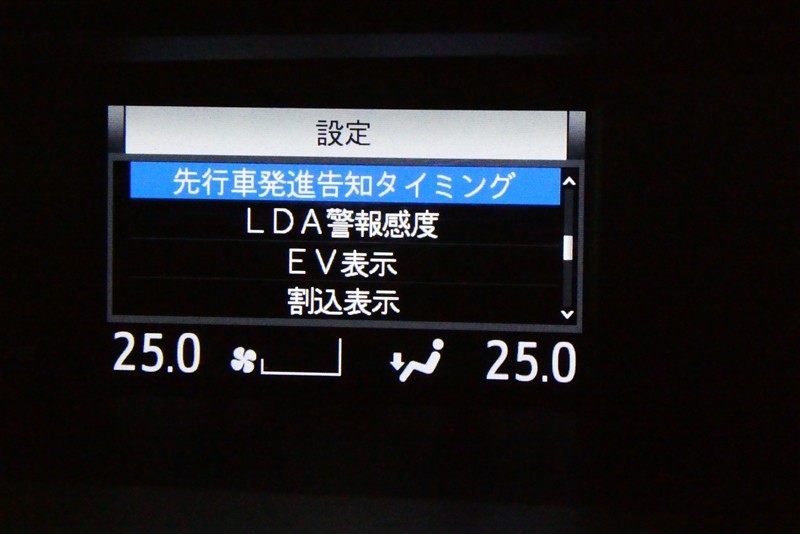 設定
先行車発進告知タイミング
ＬＤＡ警報感度
ＥＶ表示
割込表示
25.0 25.0